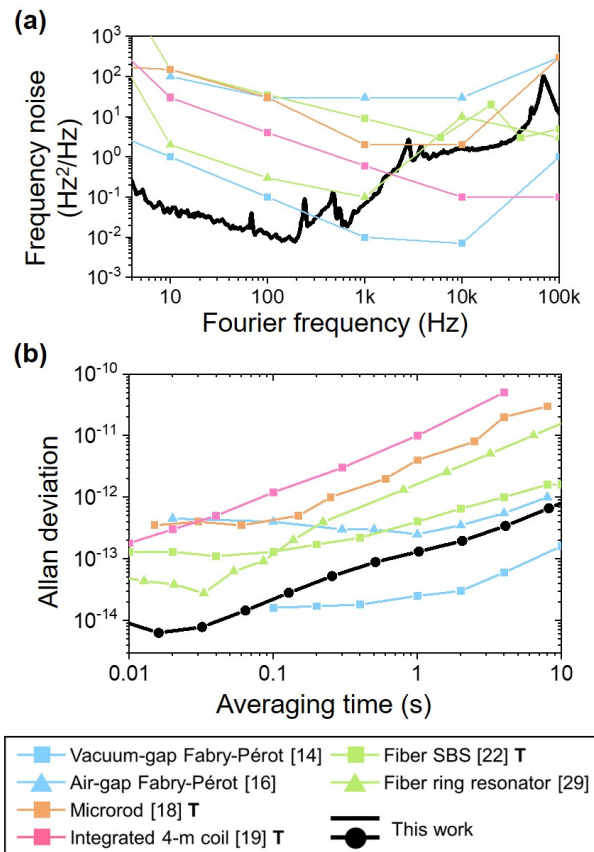 (a)
Frequency noise
(Hz²/Hz)
10³
10²
10¹
10⁰
10⁻¹
10⁻²
10⁻³
10
100
1k
10k
100k
Fourier frequency (Hz)
(b)
Allan deviation
10⁻¹⁰
10⁻¹¹
10⁻¹²
10⁻¹³
10⁻¹⁴
0.01
0.1
1
10
Averaging time (s)
Vacuum-gap Fabry-Pérot [14]
Air-gap Fabry-Pérot [16]
Microrod [18] T
Integrated 4-m coil [19] T
Fiber SBS [22] T
Fiber ring resonator [29]
This work